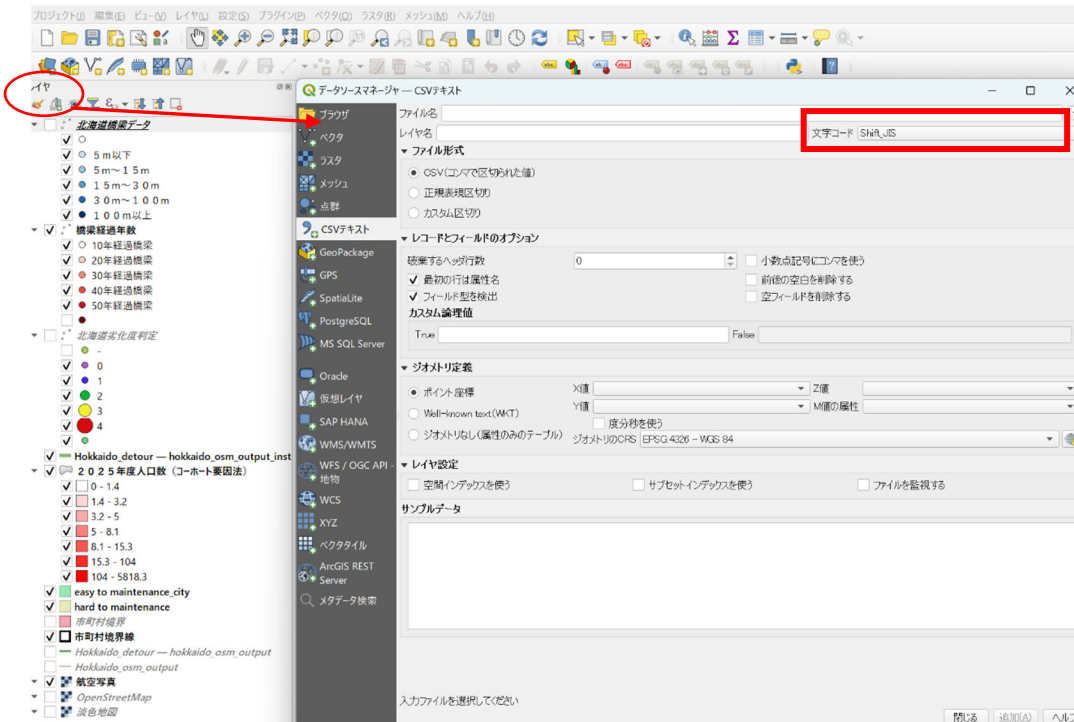 プロジェクト(J) 編集(E) ビュー(V) レイヤ(L) 設定(S) プラグイン(P) ベクタ(O) ラスタ(R) メッシュ(M) ヘルプ(H)
イヤ
北海道橋梁データ
5m以下
5m～15m
15m～30m
30m～100m
100m以上
橋梁経過年数
10年経過橋梁
20年経過橋梁
30年経過橋梁
40年経過橋梁
50年経過橋梁
北海道劣化度判定
-
0
1
2
3
4
Hokkaido_detour — hokkaido_osm_output_inst
2025年度人口数（コーホート要因法）
0 - 1.4
1.4 - 3.2
3.2 - 5
5 - 8.1
8.1 - 15.3
15.3 - 104
104 - 5818.3
easy to maintenance_city
hard to maintenance
市町村境界
市町村境界線
Hokkaido_detour — hokkaido_osm_output
Hokkaido_osm_output
航空写真
OpenStreetMap
淡色地図
データソースマネージャ — CSVテキスト
ブラウザ
ベクタ
ラスタ
メッシュ
点群
CSVテキスト
GeoPackage
GPS
SpatiaLite
PostgreSQL
MS SQL Server
Oracle
仮想レイヤ
SAP HANA
WMS/WMTS
WFS / OGC API -
地物
WCS
XYZ
ベクタタイル
ArcGIS REST
Server
メタデータ検索
ファイル名
レイヤ名 文字コード Shift_JIS
ファイル形式
CSV(コンマで区切られた値)
正規表現区切り
カスタム区切り
レコードとフィールドのオプション
破棄するヘッダ行数 0 小数点記号にコンマを使う
最初の行は属性名 前後の空白を削除する
フィールド型を検出 空フィールドを削除する
カスタム論理値
True False
ジオメトリ定義
ポイント座標 X値 Z値
Y値 M値の属性
Well-known text(WKT) 度分秒を使う
ジオメトリなし(属性のみのテーブル) ジオメトリのCRS EPSG:4326 - WGS 84
レイヤ設定
空間インデックスを使う サブセットインデックスを使う ファイルを監視する
サンプルデータ
入力ファイルを選択してください
閉じる 追加(A) ヘルプ